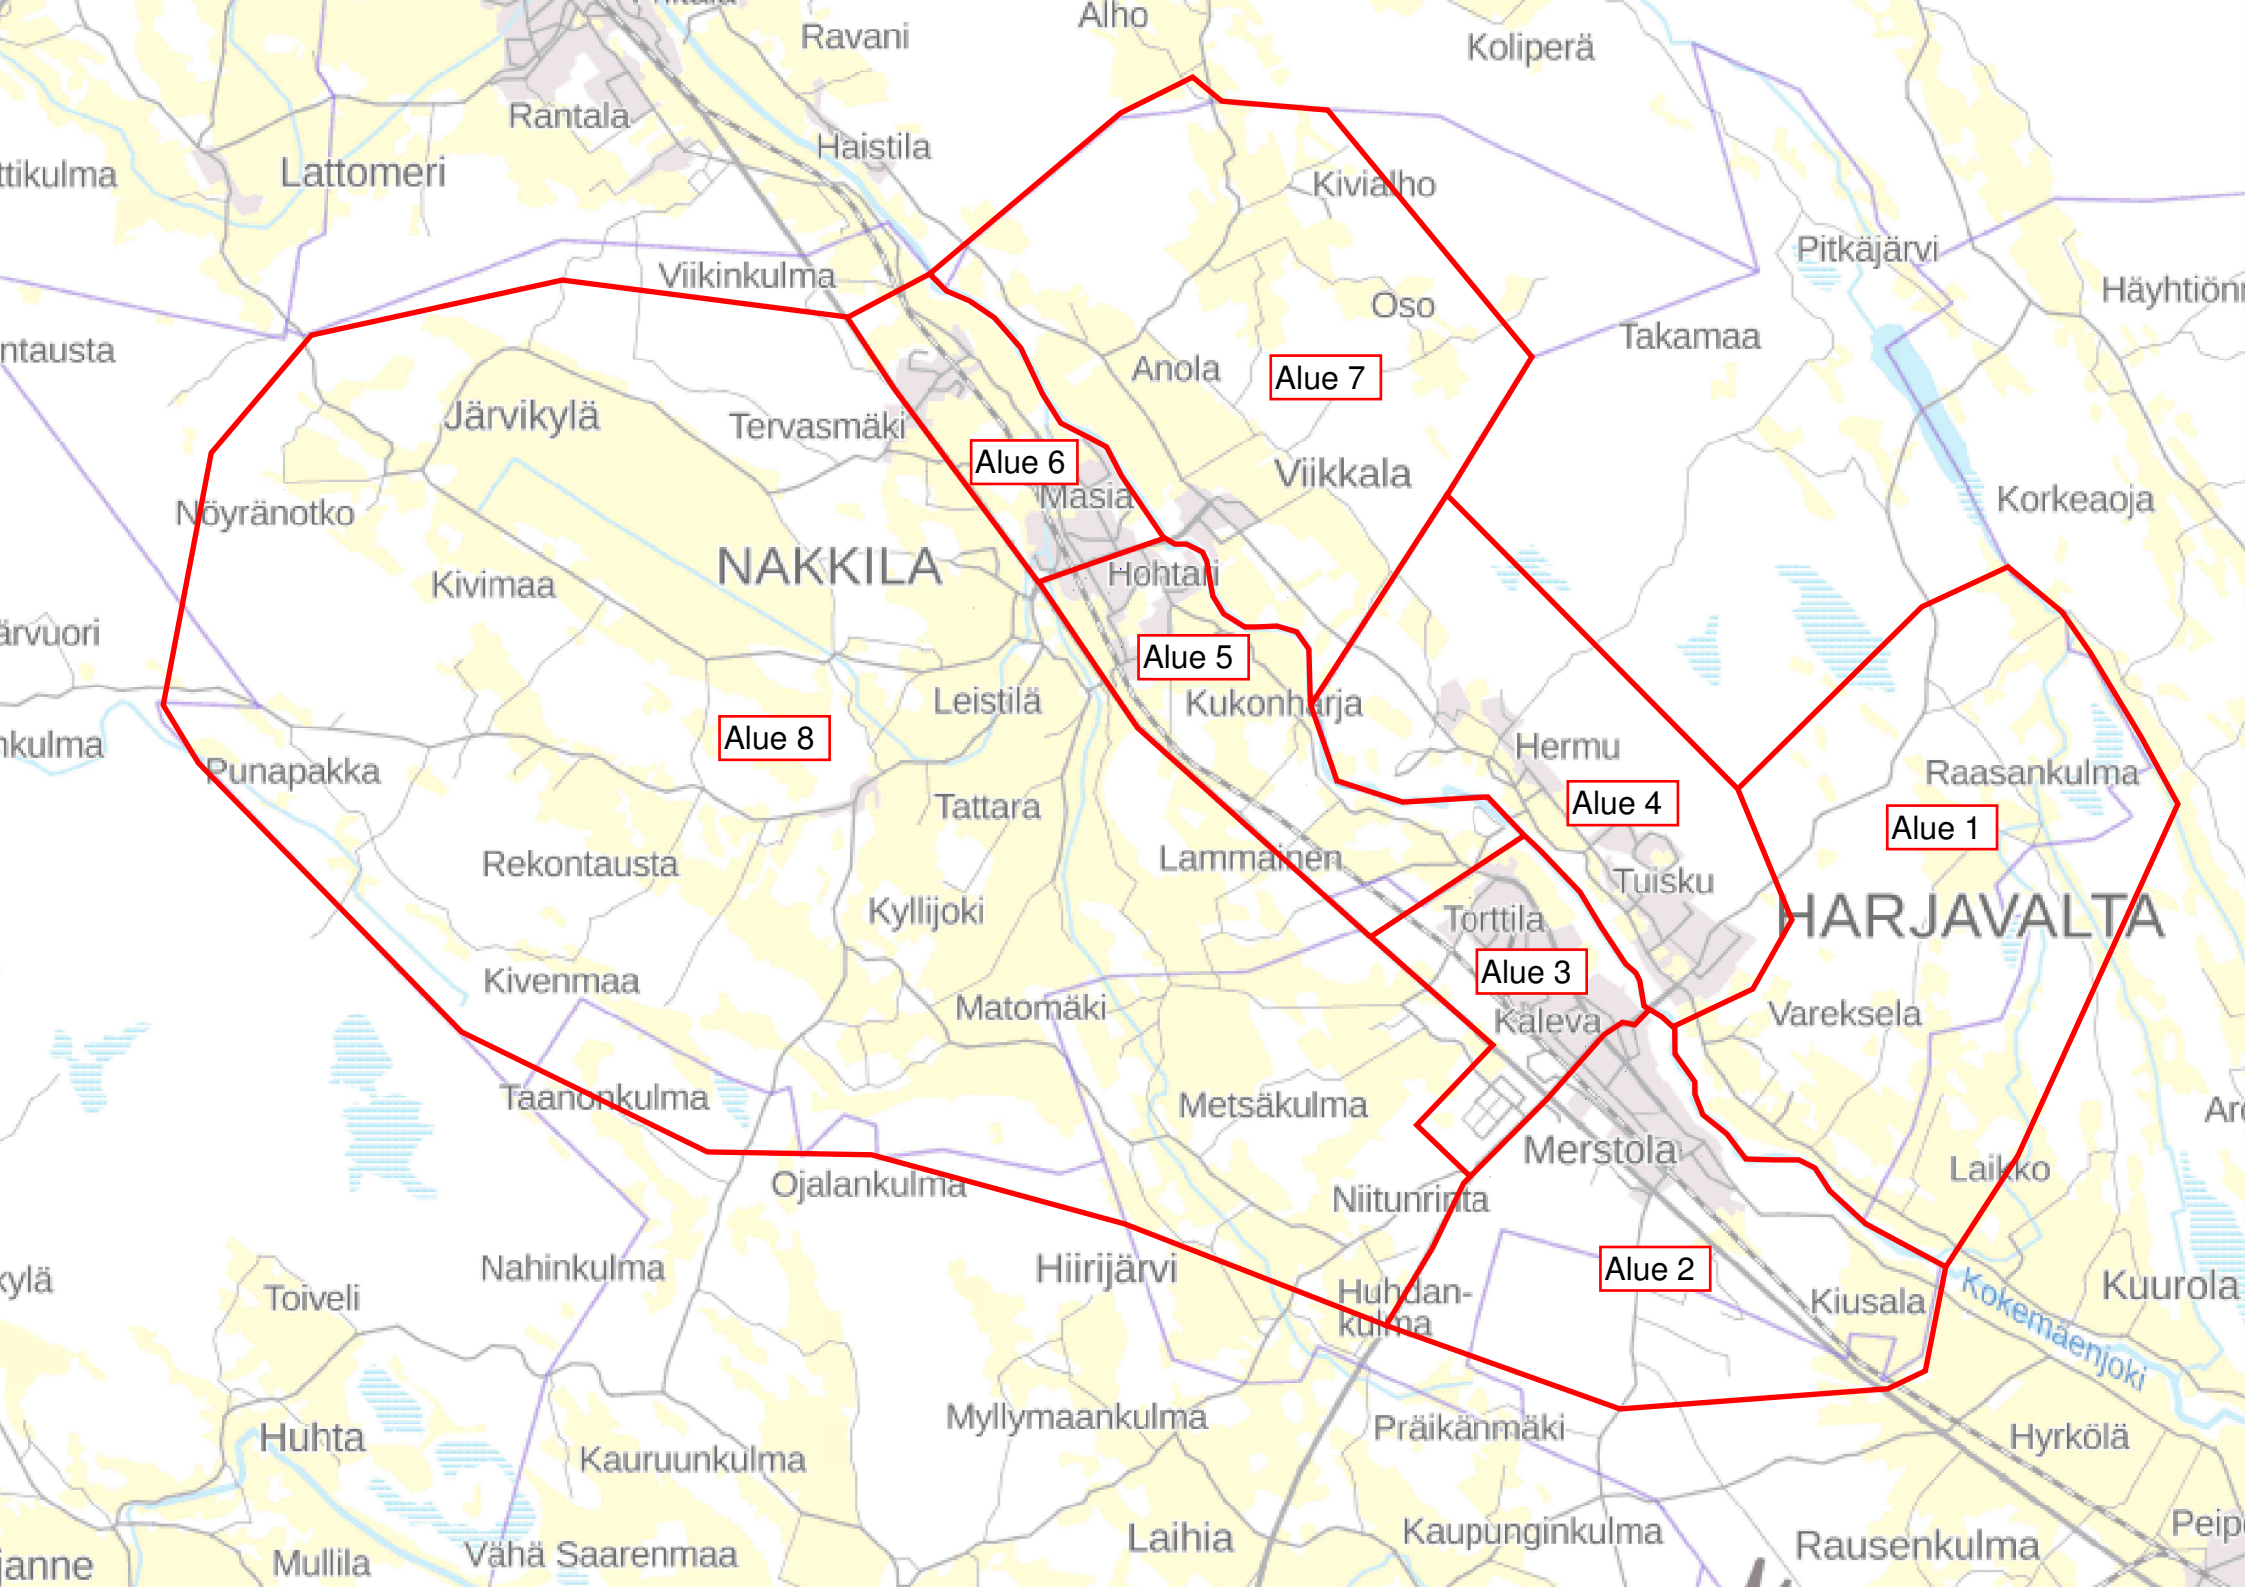 Alho
Ravani
Koliperä
Rantala
Haistila
Lattomeri
Kivialho
Pitkäjärvi
Viikinkulma
Oso
Takamaa
Anola
Alue 7
Järvikylä
Tervasmäki
Alue 6
Viikkala
Masia
Korkeaoja
Nöyränotko
NAKKILA
Hohtari
Kivimaa
Alue 5
Leistilä
Kukonharja
Alue 8
Hermu
Punapakka
Raasankulma
Tattara
Alue 4
Alue 1
Lammainen
Rekontausta
Tuisku
Kyllijoki
Torttila
HARJAVALTA
Alue 3
Kivenmaa
Matomäki
Kaleva
Vareksela
Taanonkulma
Metsäkulma
Merstola
Laikko
Ojalankulma
Niitunrinta
Nahinkulma
Hiirijärvi
Alue 2
Toiveli
Huhdan-
kulma
Kiusala
Kuurola
Kokemäenjoki
Myllymaankulma
Präikänmäki
Huhta
Hyrkölä
Kauruunkulma
Laihia
Kaupunginkulma
Rausenkulma
Mullila
Vähä Saarenmaa